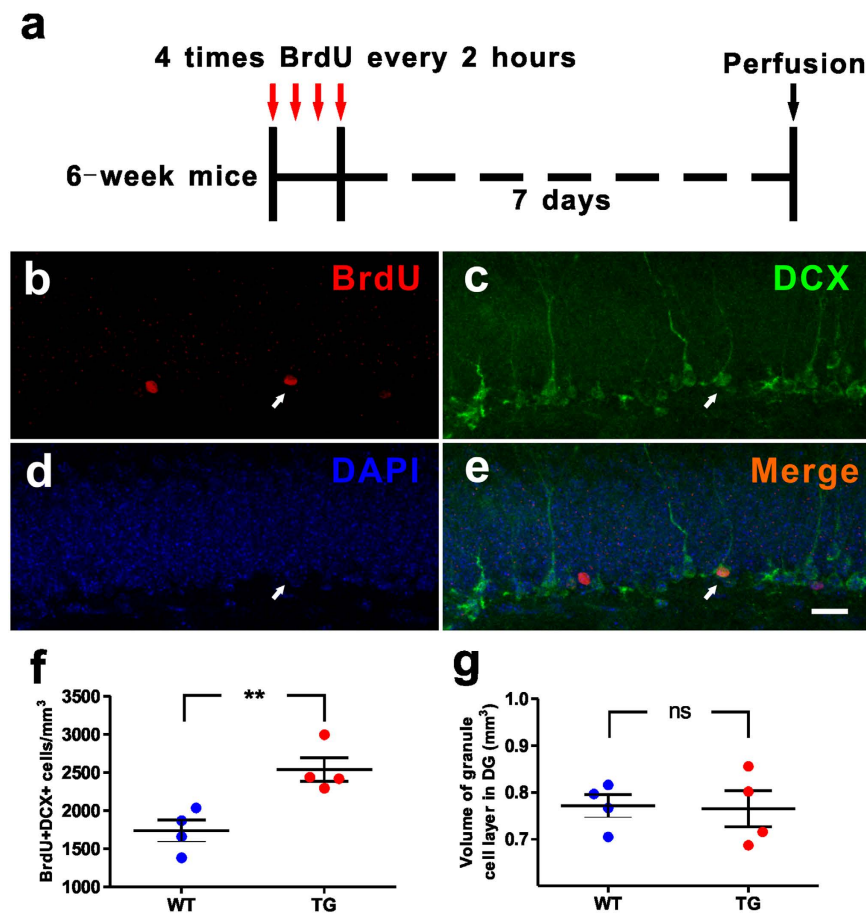 a
4 times BrdU every 2 hours
Perfusion
6-week mice
7 days
b
BrdU
c
DCX
d
DAPI
e
Merge
f
BrdU+DCX+ cells/mm³
3500
3000
2500
2000
1500
1000
**
WT
TG
g
Volume of granule
cell layer in DG (mm³)
1.0
0.9
0.8
0.7
ns
WT
TG